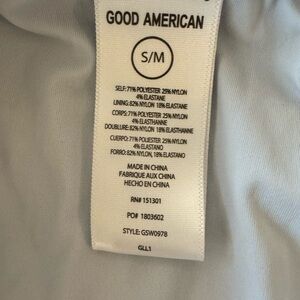 GOOD AMERICAN
S/M
SELF: 71% POLYESTER 25% NYLON
4% ELASTANE
LINING: 82% NYLON 18% ELASTANE
CORPS: 71% POLYESTER 25% NYLON
4% ELASTHANNE
DOUBLURE: 82% NYLON 18% ELASTHANNE
CUERPO: 71% POLIESTER 25% NYLON
4% ELASTANO
FORRO: 82% NYLON, 18% ELASTANO
MADE IN CHINA
FABRIQUE AUX CHINA
HECHO EN CHINA
RN# 151301
PO# 1803602
STYLE: GSW0978
GLL1